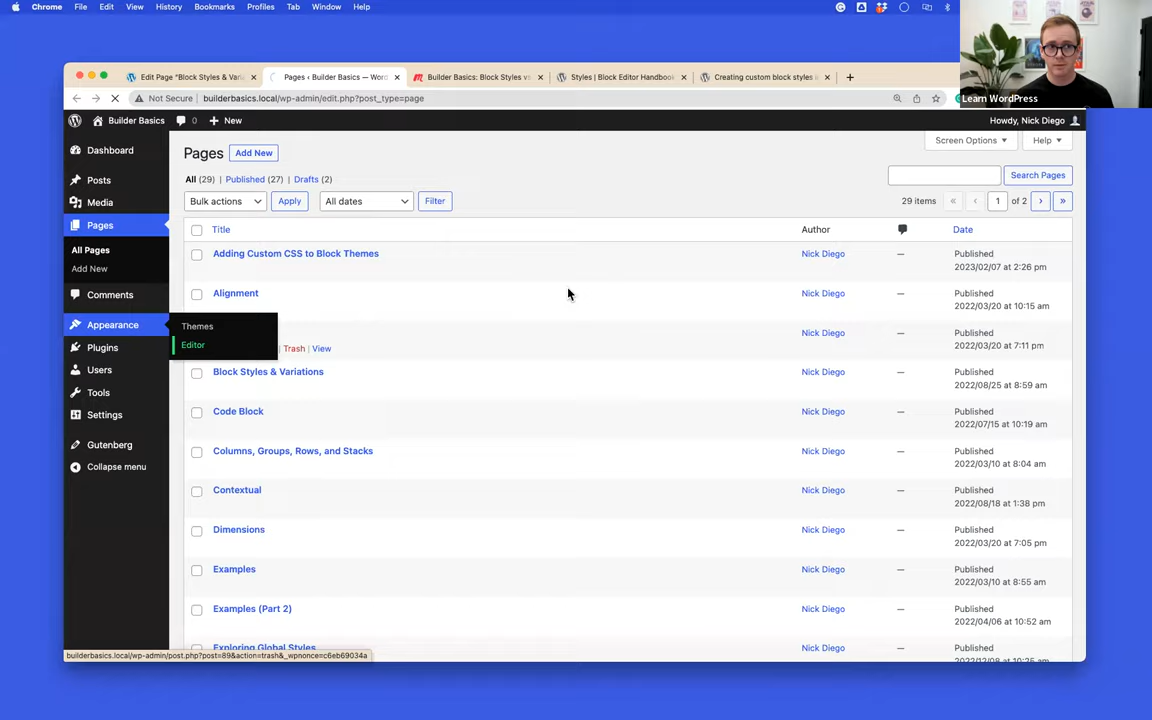 Chrome File Edit View History Bookmarks Profiles Tab Window Help
Edit Page "Block Styles & Varia
Pages ‹ Builder Basics — Wor
Builder Basics: Block Styles vs
Styles | Block Editor Handbook
Creating custom block styles i
Not Secure builderbasics.local/wp-admin/edit.php?post_type=page
Learn WordPress
Builder Basics 0 New Howdy, Nick Diego
Dashboard
Posts
Media
Pages
All Pages
Add New
Comments
Appearance
Themes
Editor
Plugins
Users
Tools
Settings
Gutenberg
Collapse menu
Screen Options Help
Pages Add New
All (29) | Published (27) | Drafts (2)
Search Pages
Bulk actions Apply All dates Filter 29 items « ‹ 1 of 2 › »
Title Author Date
Adding Custom CSS to Block Themes Nick Diego — Published
2023/02/07 at 2:26 pm
Alignment Nick Diego — Published
2022/03/20 at 10:15 am
Nick Diego — Published
Trash | View 2022/03/20 at 7:11 pm
Block Styles & Variations Nick Diego — Published
2022/08/25 at 8:59 am
Code Block Nick Diego — Published
2022/07/15 at 10:19 am
Columns, Groups, Rows, and Stacks Nick Diego — Published
2022/03/10 at 8:04 am
Contextual Nick Diego — Published
2022/08/18 at 1:38 pm
Dimensions Nick Diego — Published
2022/03/20 at 7:05 pm
Examples Nick Diego — Published
2022/03/10 at 8:55 am
Examples (Part 2) Nick Diego — Published
2022/04/06 at 10:52 am
Exploring Global Styles Nick Diego — Published
2022/12/08 at 10:25 am
builderbasics.local/wp-admin/post.php?post=89&action=trash&_wpnonce=c6eb69034a